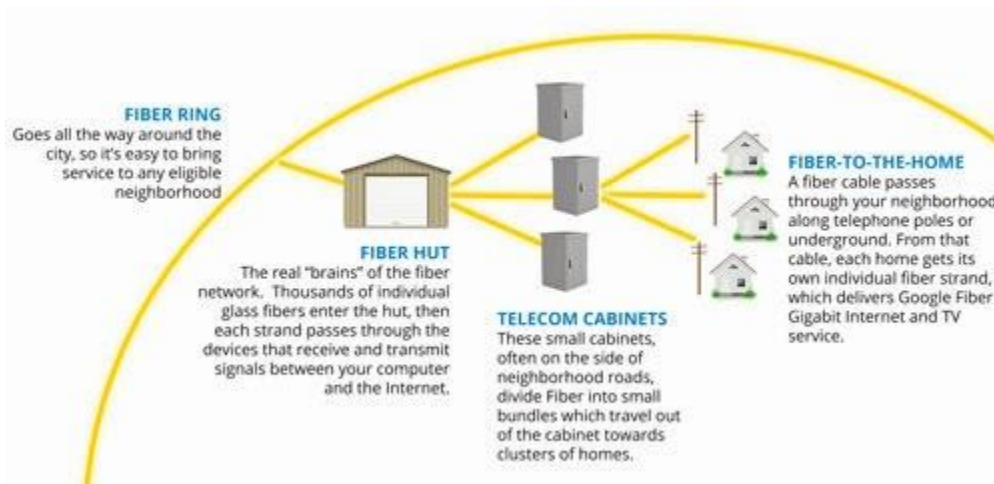 FIBER RING
Goes all the way around the
city, so it's easy to bring
service to any eligible
neighborhood
FIBER HUT
The real "brains" of the fiber
network. Thousands of individual
glass fibers enter the hut, then
each strand passes through the
devices that receive and transmit
signals between your computer
and the Internet.
TELECOM CABINETS
These small cabinets,
often on the side of
neighborhood roads,
divide Fiber into small
bundles which travel out
of the cabinet towards
clusters of homes.
FIBER-TO-THE-HOME
A fiber cable passes
through your neighborhood
along telephone poles or
underground. From that
cable, each home gets its
own individual fiber strand,
which delivers Google Fiber
Gigabit Internet and TV
service.